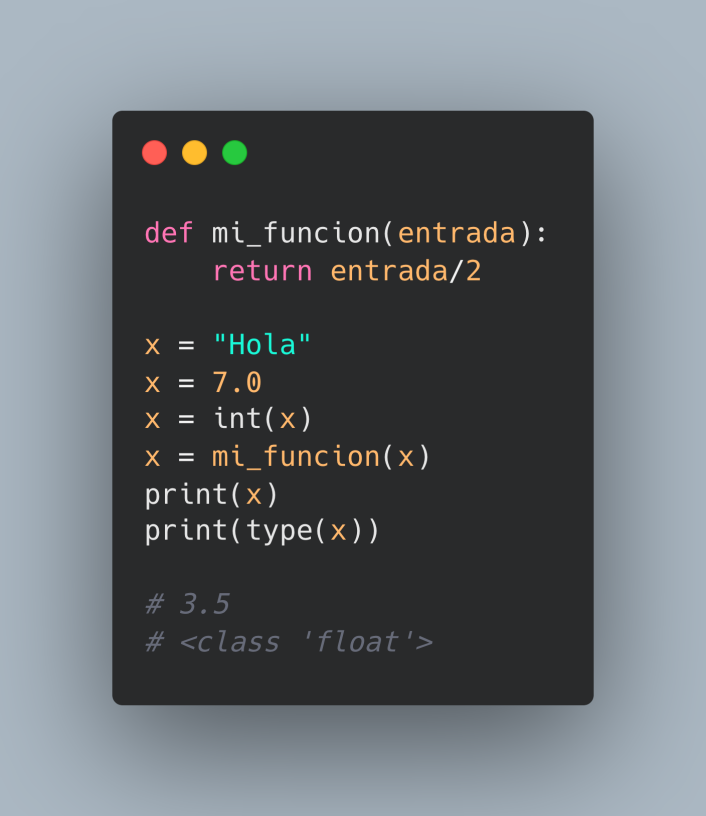 def mi_funcion(entrada):
    return entrada/2
x = "Hola"
x = 7.0
x = int(x)
x = mi_funcion(x)
print(x)
print(type(x))
# 3.5
# <class 'float'>